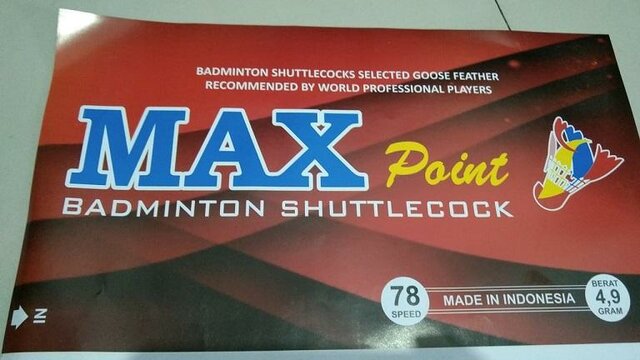 BADMINTON SHUTTLECOCKS SELECTED GOOSE FEATHER
RECOMMENDED BY WORLD PROFESSIONAL PLAYERS
MAX Point
BADMINTON SHUTTLECOCK
78
SPEED
MADE IN INDONESIA
BERAT
4,9
GRAM
IN